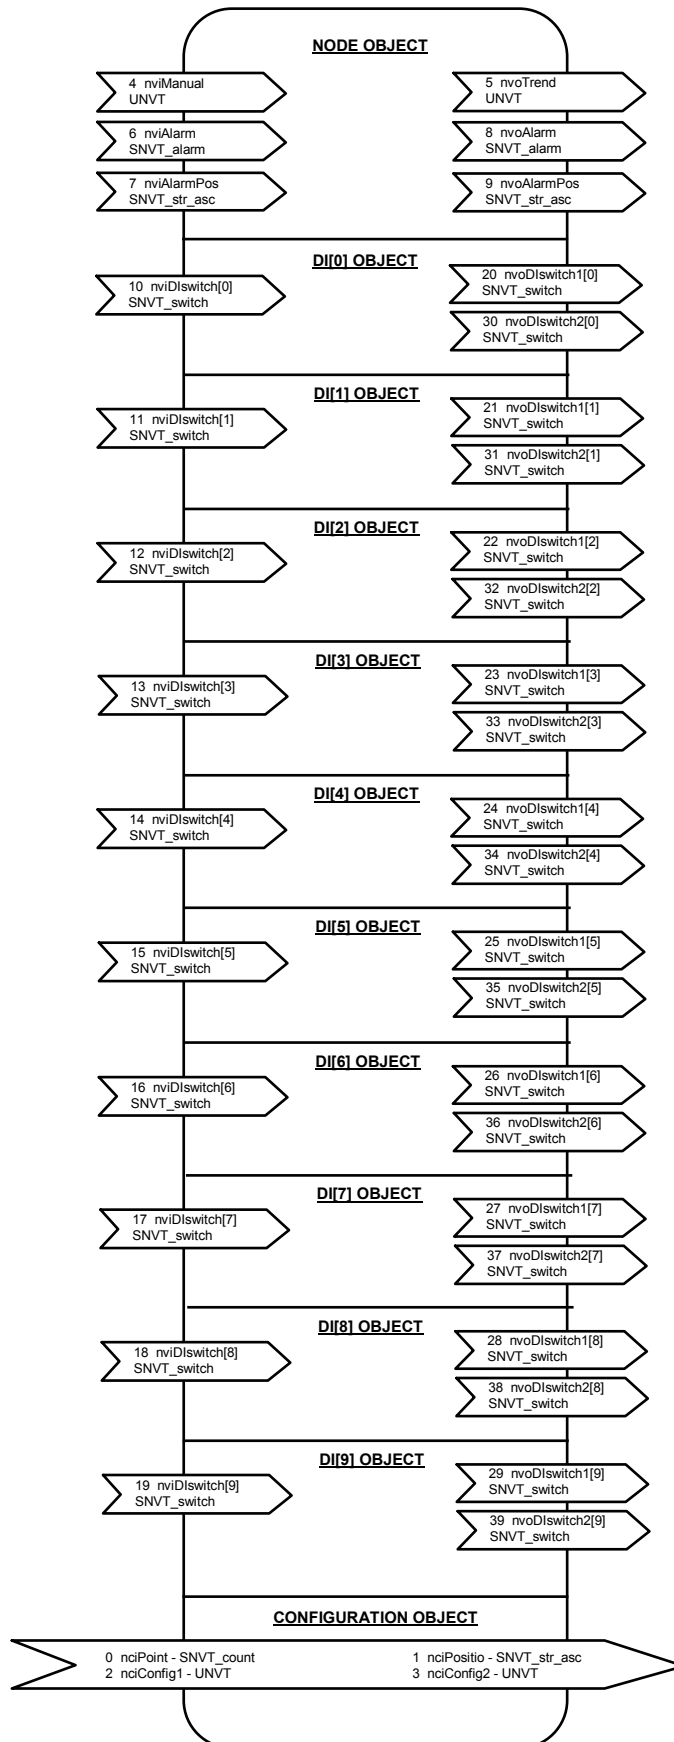 NODE OBJECT
4 nviManual
UNVT
5 nvoTrend
UNVT
6 nviAlarm
SNVT_alarm
8 nvoAlarm
SNVT_alarm
7 nviAlarmPos
SNVT_str_asc
9 nvoAlarmPos
SNVT_str_asc
DI[0] OBJECT
10 nviDIswitch[0]
SNVT_switch
20 nvoDIswitch1[0]
SNVT_switch
30 nvoDIswitch2[0]
SNVT_switch
DI[1] OBJECT
11 nviDIswitch[1]
SNVT_switch
21 nvoDIswitch1[1]
SNVT_switch
31 nvoDIswitch2[1]
SNVT_switch
DI[2] OBJECT
12 nviDIswitch[2]
SNVT_switch
22 nvoDIswitch1[2]
SNVT_switch
32 nvoDIswitch2[2]
SNVT_switch
DI[3] OBJECT
13 nviDIswitch[3]
SNVT_switch
23 nvoDIswitch1[3]
SNVT_switch
33 nvoDIswitch2[3]
SNVT_switch
DI[4] OBJECT
14 nviDIswitch[4]
SNVT_switch
24 nvoDIswitch1[4]
SNVT_switch
34 nvoDIswitch2[4]
SNVT_switch
DI[5] OBJECT
15 nviDIswitch[5]
SNVT_switch
25 nvoDIswitch1[5]
SNVT_switch
35 nvoDIswitch2[5]
SNVT_switch
DI[6] OBJECT
16 nviDIswitch[6]
SNVT_switch
26 nvoDIswitch1[6]
SNVT_switch
36 nvoDIswitch2[6]
SNVT_switch
DI[7] OBJECT
17 nviDIswitch[7]
SNVT_switch
27 nvoDIswitch1[7]
SNVT_switch
37 nvoDIswitch2[7]
SNVT_switch
DI[8] OBJECT
18 nviDIswitch[8]
SNVT_switch
28 nvoDIswitch1[8]
SNVT_switch
38 nvoDIswitch2[8]
SNVT_switch
DI[9] OBJECT
19 nviDIswitch[9]
SNVT_switch
29 nvoDIswitch1[9]
SNVT_switch
39 nvoDIswitch2[9]
SNVT_switch
CONFIGURATION OBJECT
0 nciPoint - SNVT_count
1 nciPositio - SNVT_str_asc
2 nciConfig1 - UNVT
3 nciConfig2 - UNVT